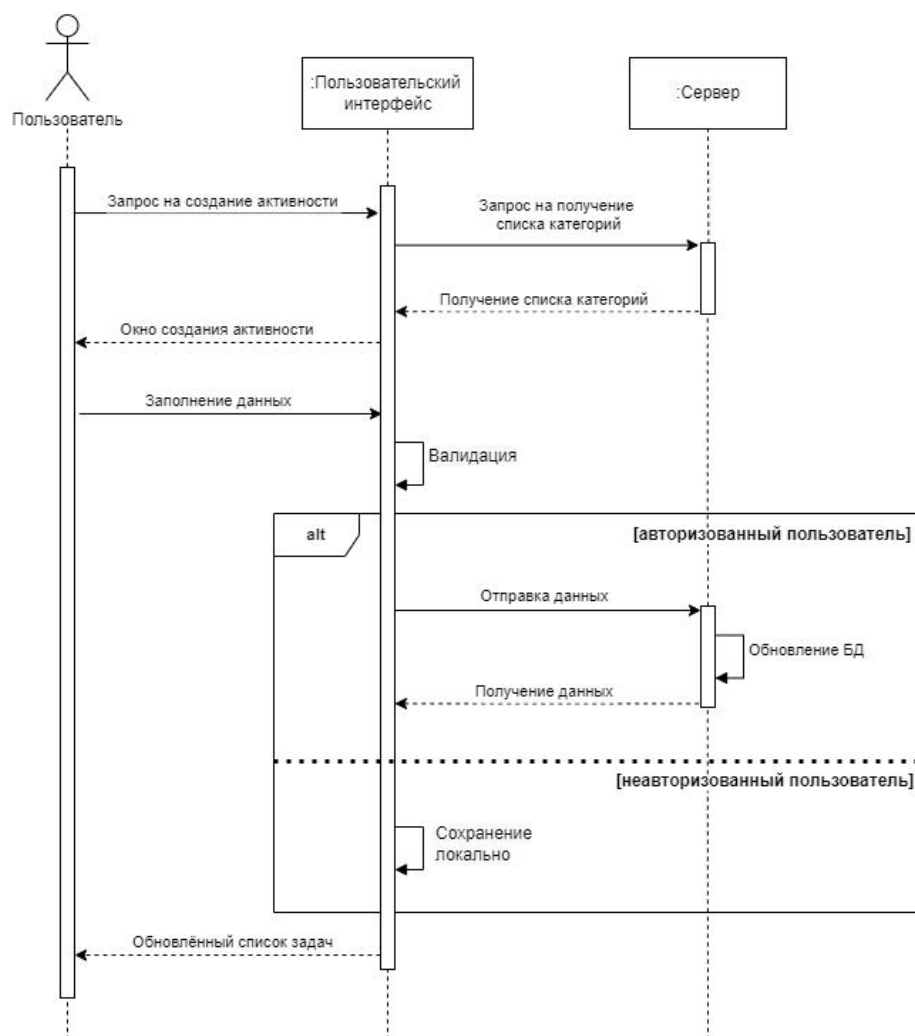 Пользователь
:Пользовательский
интерфейс
:Сервер
Запрос на создание активности
Запрос на получение
списка категорий
Получение списка категорий
Окно создания активности
Заполнение данных
Валидация
alt
[авторизованный пользователь]
Отправка данных
Обновление БД
Получение данных
[неавторизованный пользователь]
Сохранение
локально
Обновлённый список задач